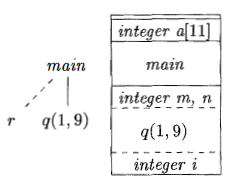 main
r
q(1,9)
integer a[11]
main
integer m, n
q(1,9)
integer i